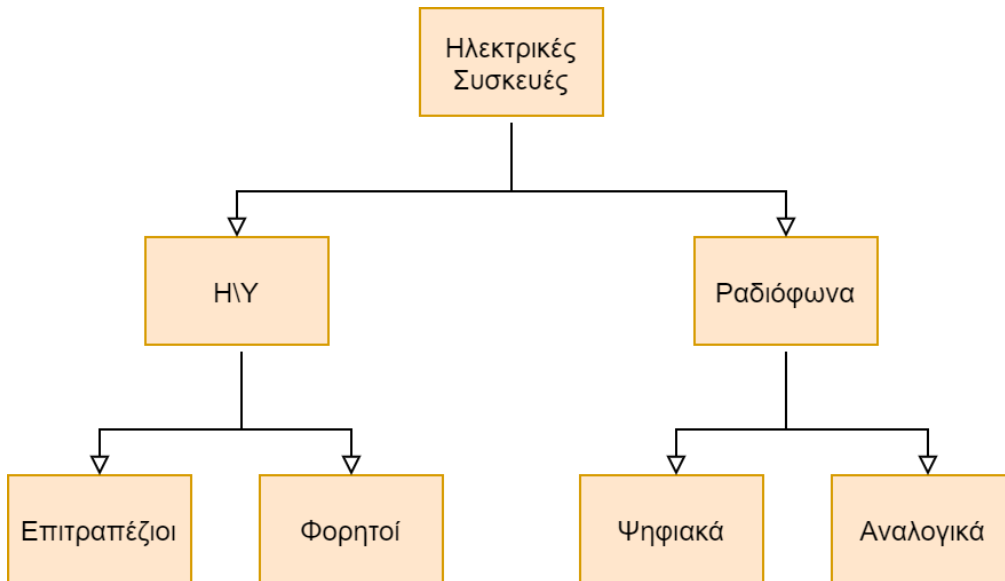 Ηλεκτρικές
Συσκευές
Η\Υ
Ραδιόφωνα
Επιτραπέζιοι
Φορητοί
Ψηφιακά
Αναλογικά